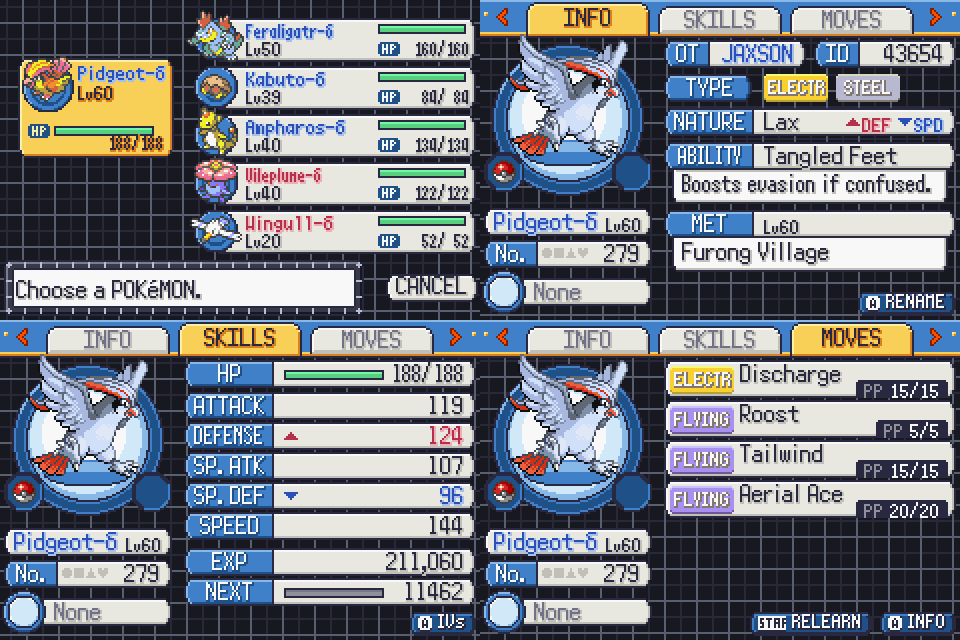 Pidgeot-δ
Lv60
HP
188/188
Feraligatr-δ
Lv50
HP 160/160
Kabuto-δ
Lv39
HP 84/ 84
Ampharos-δ
Lv40
HP 134/134
Vileplume-δ
Lv40
HP 122/122
Wingull-δ
Lv20
HP 52/ 52
Choose a POKéMON.
CANCEL
INFO SKILLS MOVES
OT JAXSON ID 43654
TYPE ELECTR STEEL
NATURE Lax DEF SPD
ABILITY Tangled Feet
Boosts evasion if confused.
MET Lv60
Furong Village
Pidgeot-δ Lv60
No. ●■▲♥ 279
None
A RENAME
INFO SKILLS MOVES
HP 188/188
ATTACK 119
DEFENSE 124
SP. ATK 107
SP. DEF 96
SPEED 144
EXP 211,060
NEXT 11462
Pidgeot-δ Lv60
No. ●■▲♥ 279
None
A IVs
INFO SKILLS MOVES
ELECTR Discharge
PP 15/15
FLYING Roost
PP 5/5
FLYING Tailwind
PP 15/15
FLYING Aerial Ace
PP 20/20
Pidgeot-δ Lv60
No. ●■▲♥ 279
None
STAR RELEARN A INFO